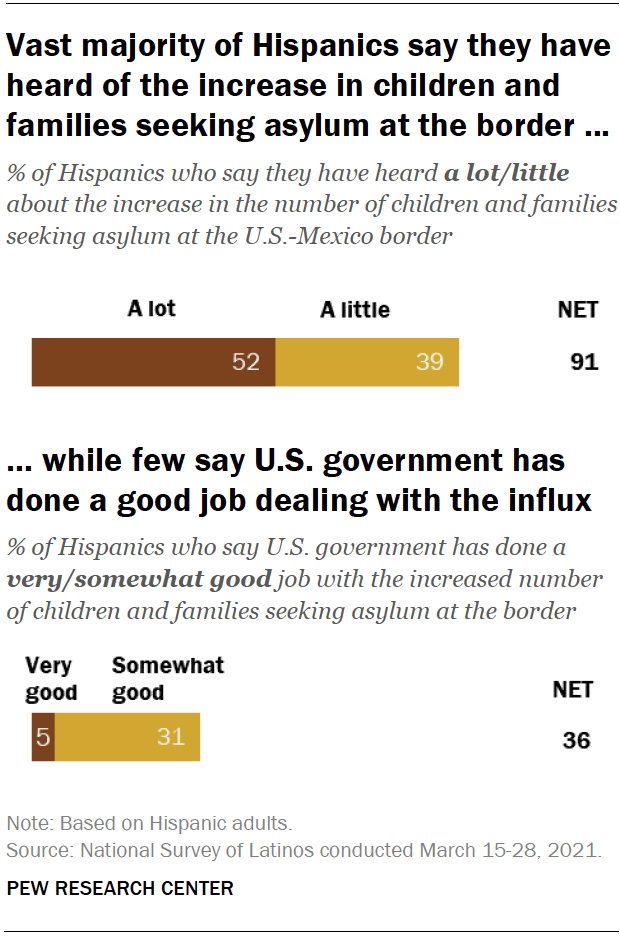 Vast majority of Hispanics say they have
heard of the increase in children and
families seeking asylum at the border ...
% of Hispanics who say they have heard a lot/little
about the increase in the number of children and families
seeking asylum at the U.S.-Mexico border
A lot A little NET
52 39 91
... while few say U.S. government has
done a good job dealing with the influx
% of Hispanics who say U.S. government has done a
very/somewhat good job with the increased number
of children and families seeking asylum at the border
Very Somewhat
good good NET
5 31 36
Note: Based on Hispanic adults.
Source: National Survey of Latinos conducted March 15-28, 2021.
PEW RESEARCH CENTER